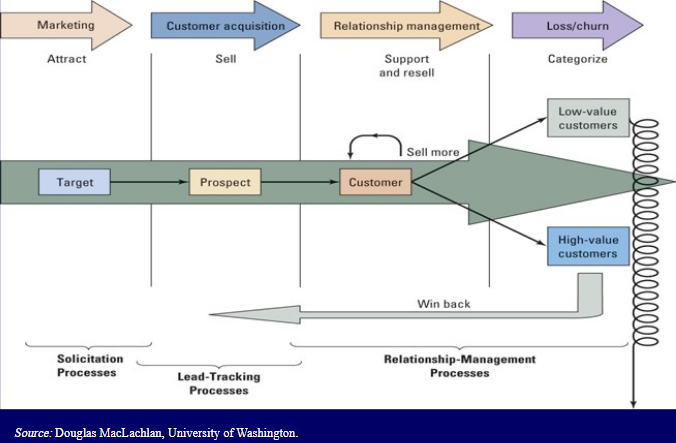 Marketing
Customer acquisition
Relationship management
Loss/churn
Attract
Sell
Support
and resell
Categorize
Low-value
customers
Sell more
Target
Prospect
Customer
High-value
customers
Win back
Solicitation
Processes
Lead-Tracking
Processes
Relationship-Management
Processes
Source: Douglas MacLachlan, University of Washington.